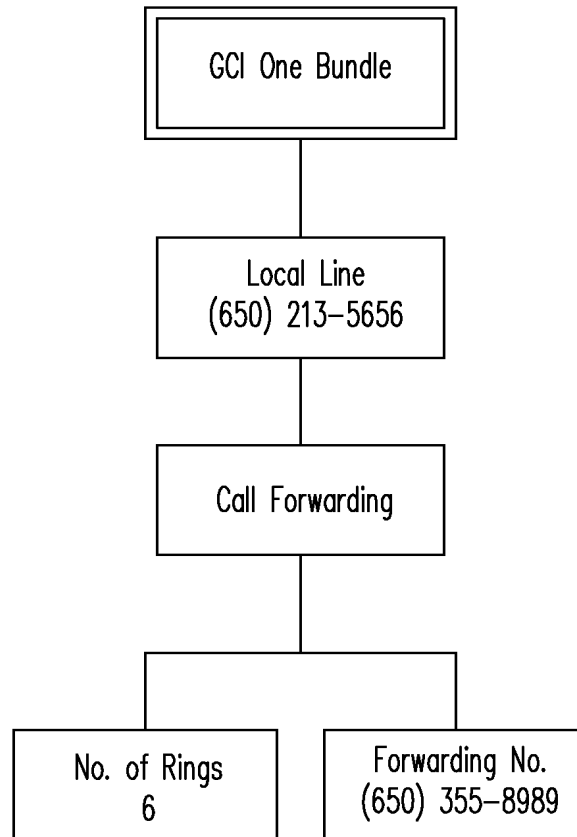 GCI One Bundle
Local Line
(650) 213-5656
Call Forwarding
No. of Rings
6
Forwarding No.
(650) 355-8989